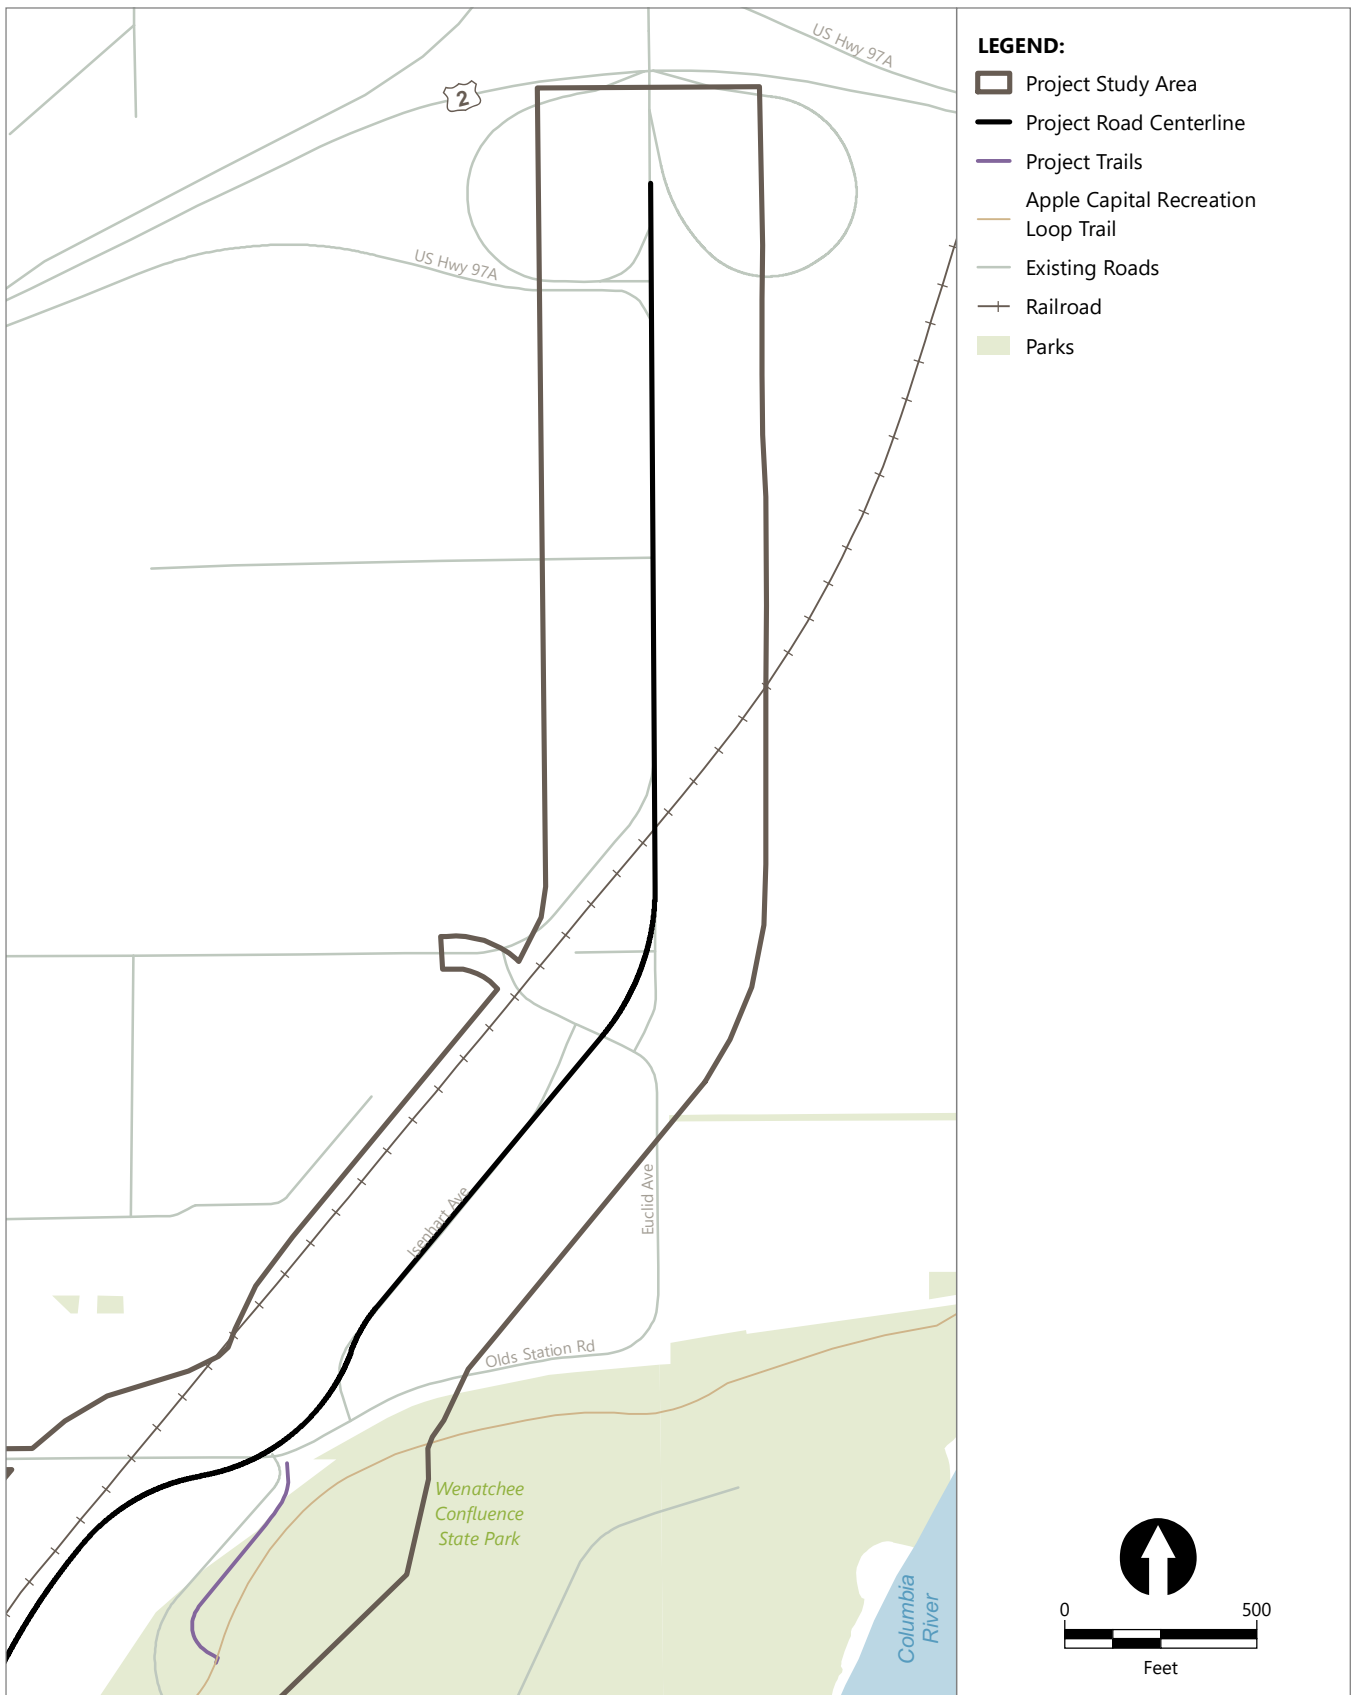 US Hwy 97A
2
US Hwy 97A
Isenhart Ave
Euclid Ave
Olds Station Rd
Wenatchee
Confluence
State Park
Columbia
River
LEGEND:
Project Study Area
Project Road Centerline
Project Trails
Apple Capital Recreation
Loop Trail
Existing Roads
Railroad
Parks
0 500
Feet